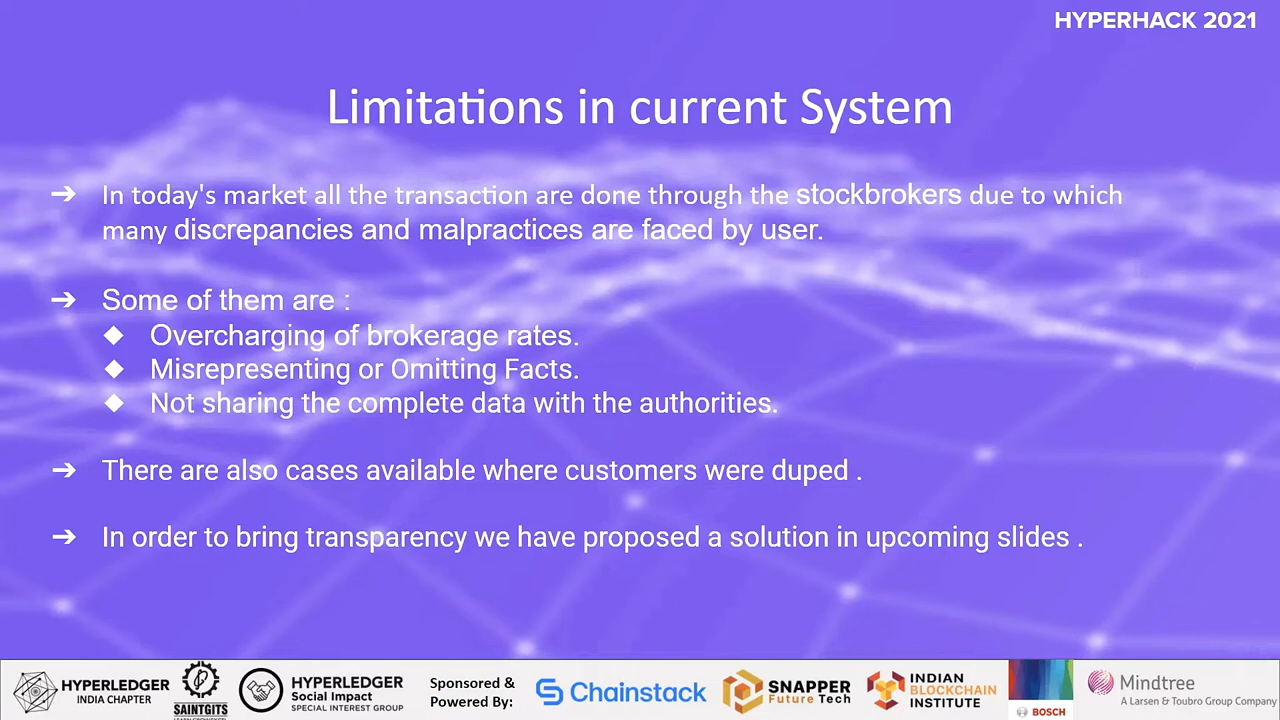 HYPERHACK 2021
Limitations in current System
➔ In today's market all the transaction are done through the stockbrokers due to which
many discrepancies and malpractices are faced by user.
➔ Some of them are :
◆ Overcharging of brokerage rates.
◆ Misrepresenting or Omitting Facts.
◆ Not sharing the complete data with the authorities.
➔ There are also cases available where customers were duped .
➔ In order to bring transparency we have proposed a solution in upcoming slides .
HYPERLEDGER
INDIA CHAPTER
SAINTGITS
HYPERLEDGER
Social Impact
SPECIAL INTEREST GROUP
Sponsored &
Powered By:
Chainstack
SNAPPER
Future Tech
INDIAN
BLOCKCHAIN
INSTITUTE
BOSCH
Mindtree
A Larsen & Toubro Group Company